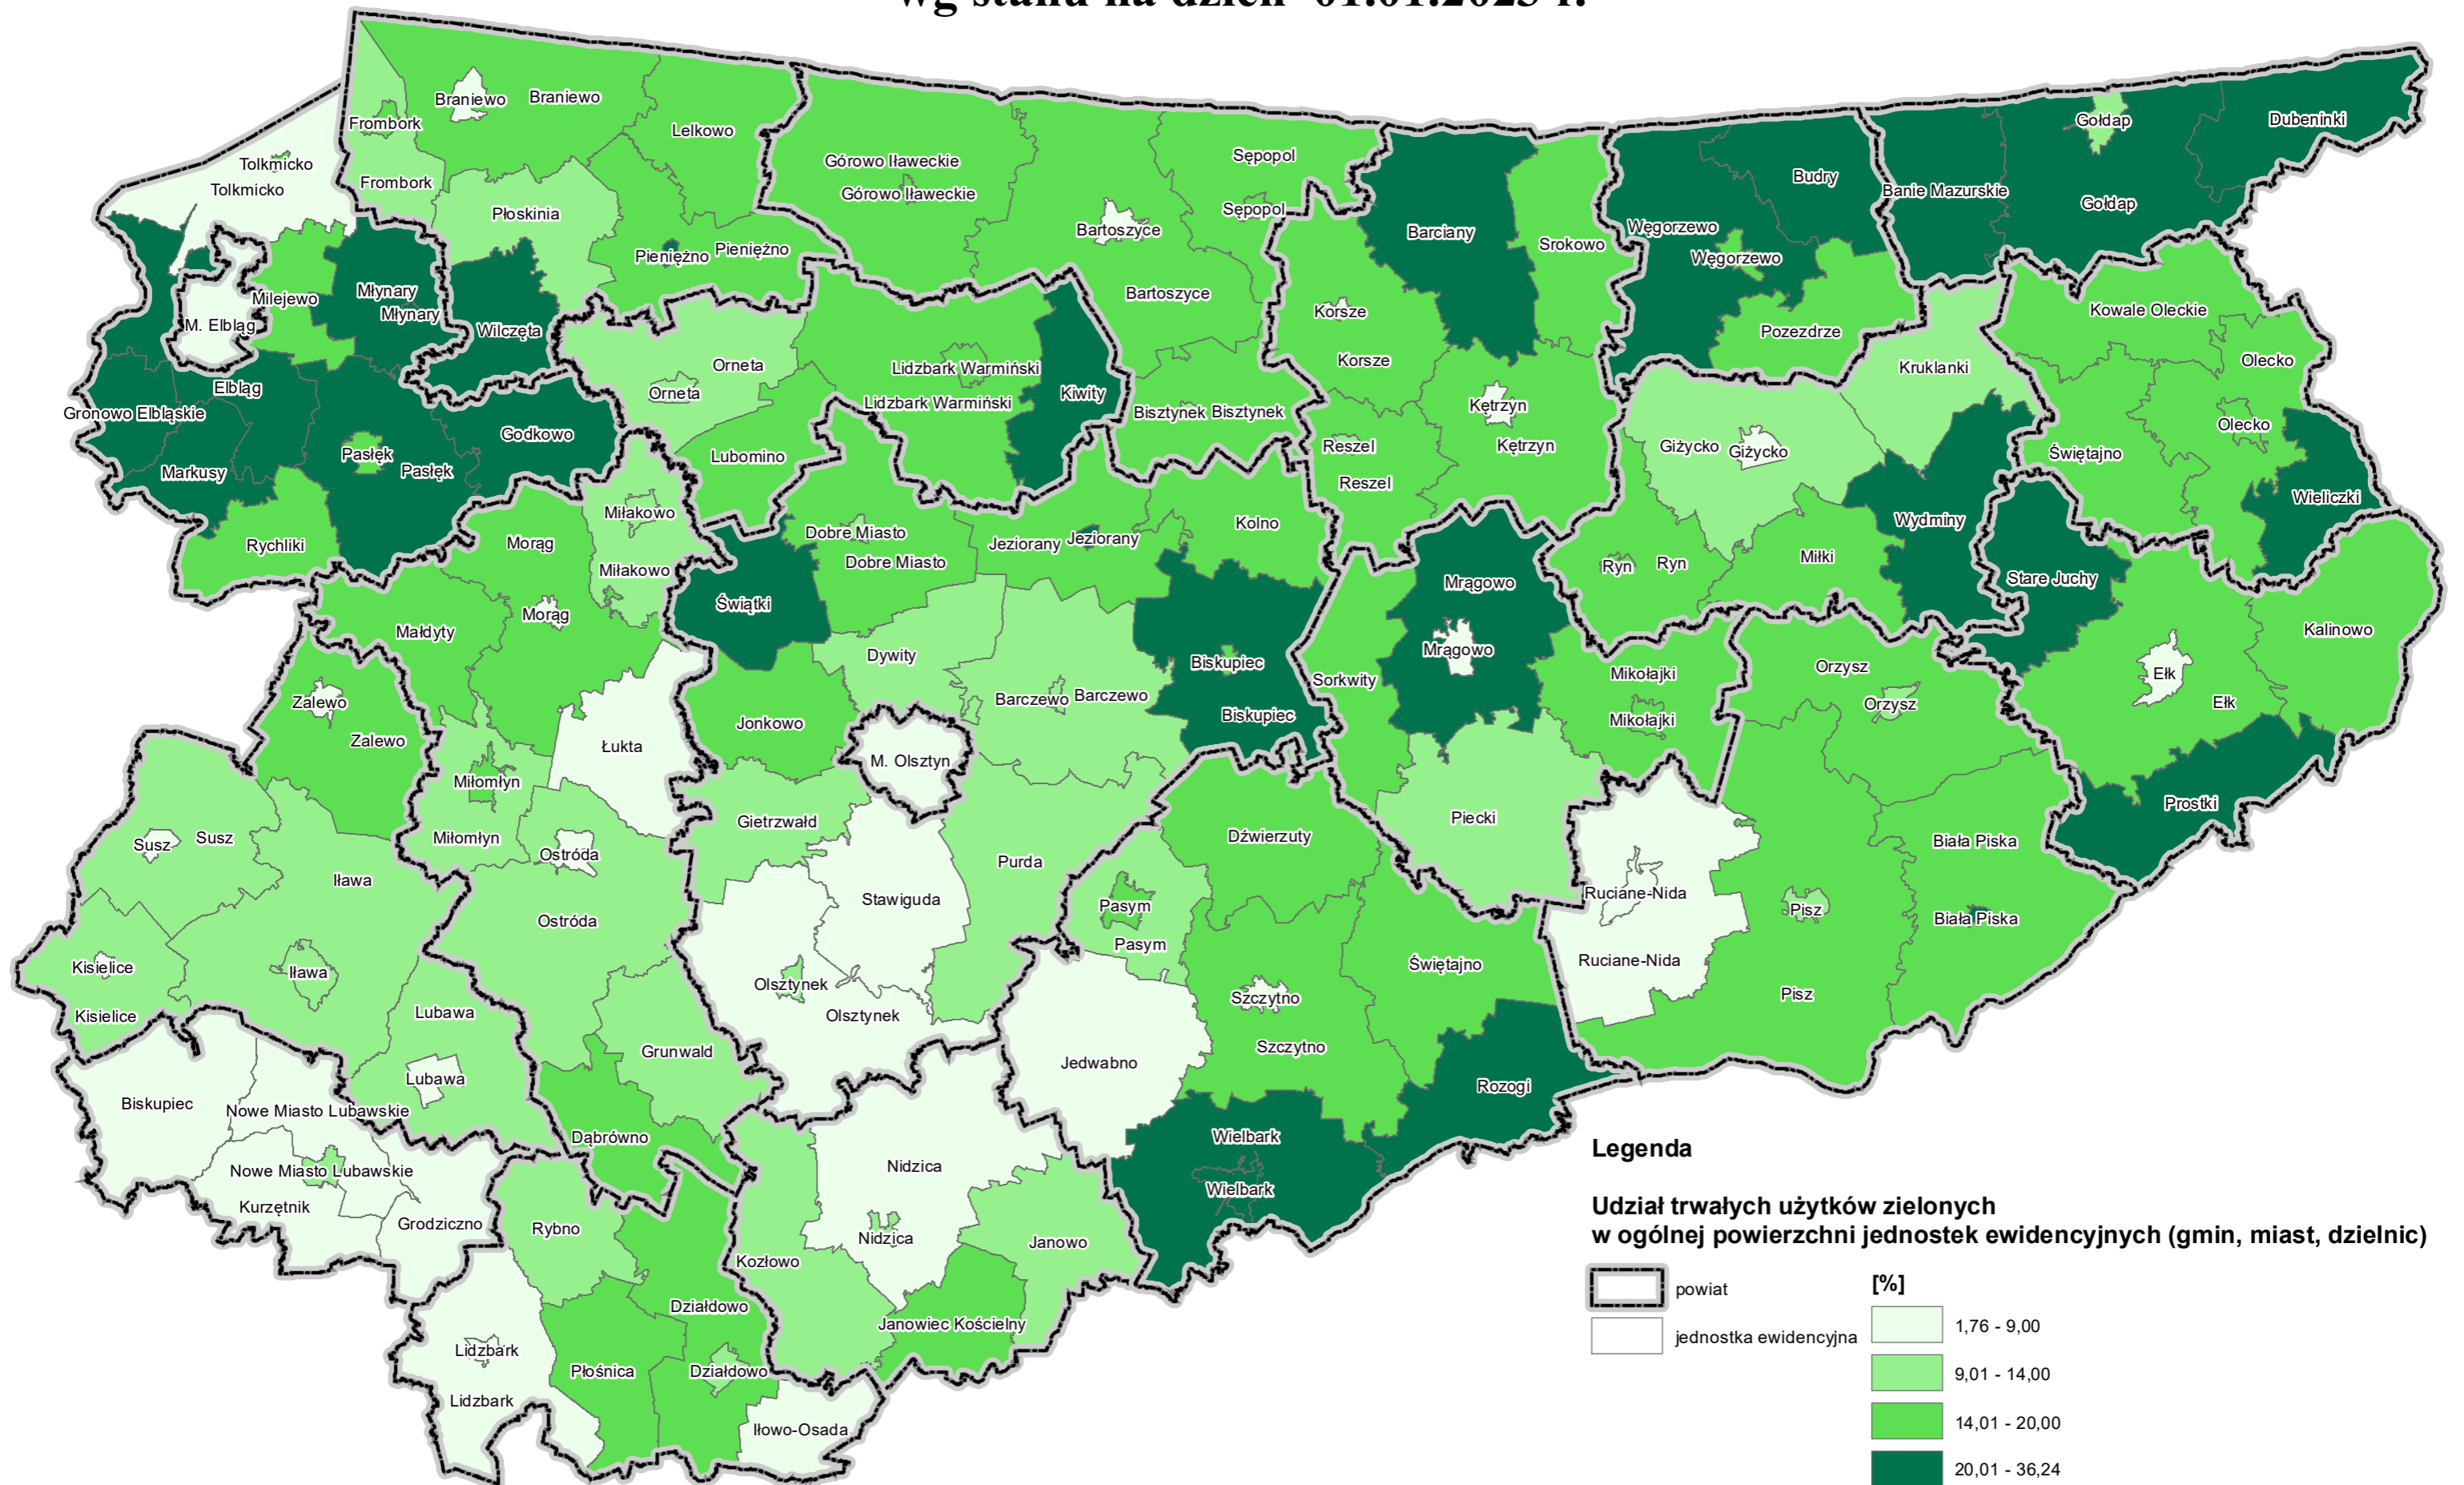 wg stanu na dzień 01.01.2023 r.
Braniewo
Braniewo
Frombork
Lelkowo
Tolkmicko
Tolkmicko
Frombork
Płoskinia
Górowo Iławeckie
Górowo Iławeckie
Sępopol
Sępopol
Bartoszyce
Bartoszyce
Barciany
Srokowo
Budry
Węgorzewo
Węgorzewo
Banie Mazurskie
Gołdap
Gołdap
Dubeninki
Pieniężno
Pieniężno
Młynary
Młynary
Milejewo
M. Elbląg
Wilczęta
Orneta
Orneta
Lidzbark Warmiński
Lidzbark Warmiński
Kiwity
Bisztynek
Bisztynek
Korsze
Korsze
Kętrzyn
Kętrzyn
Pozezdrze
Kruklanki
Kowale Oleckie
Olecko
Olecko
Elbląg
Gronowo Elbląskie
Markusy
Pasłęk
Pasłęk
Godkowo
Lubomino
Reszel
Reszel
Giżycko
Giżycko
Świętajno
Wieliczki
Rychliki
Morąg
Morąg
Miłakowo
Miłakowo
Dobre Miasto
Dobre Miasto
Jeziorany
Jeziorany
Kolno
Wydminy
Ryn
Ryn
Miłki
Stare Juchy
Świątki
Mrągowo
Mrągowo
Małdyty
Dywity
Biskupiec
Biskupiec
Sorkwity
Mikołajki
Mikołajki
Orzysz
Orzysz
Kalinowo
Ełk
Ełk
Zalewo
Zalewo
Łukta
Jonkowo
Barczewo
Barczewo
M. Olsztyn
Miłomłyn
Miłomłyn
Susz
Susz
Ostróda
Ostróda
Gietrzwałd
Purda
Dźwierzuty
Piecki
Prostki
Biała Piska
Biała Piska
Iława
Iława
Stawiguda
Pasym
Pasym
Ruciane-Nida
Ruciane-Nida
Pisz
Pisz
Kisielice
Kisielice
Olsztynek
Olsztynek
Szczytno
Szczytno
Świętajno
Lubawa
Lubawa
Grunwald
Jedwabno
Rozogi
Biskupiec
Nowe Miasto Lubawskie
Nowe Miasto Lubawskie
Dąbrówno
Kurzętnik
Grodziczno
Nidzica
Nidzica
Wielbark
Wielbark
Rybno
Kozłowo
Janowo
Działdowo
Działdowo
Janowiec Kościelny
Lidzbark
Lidzbark
Płośnica
Iłowo-Osada
Legenda
Udział trwałych użytków zielonych
w ogólnej powierzchni jednostek ewidencyjnych (gmin, miast, dzielnic)
powiat
jednostka ewidencyjna
[%]
1,76 - 9,00
9,01 - 14,00
14,01 - 20,00
20,01 - 36,24